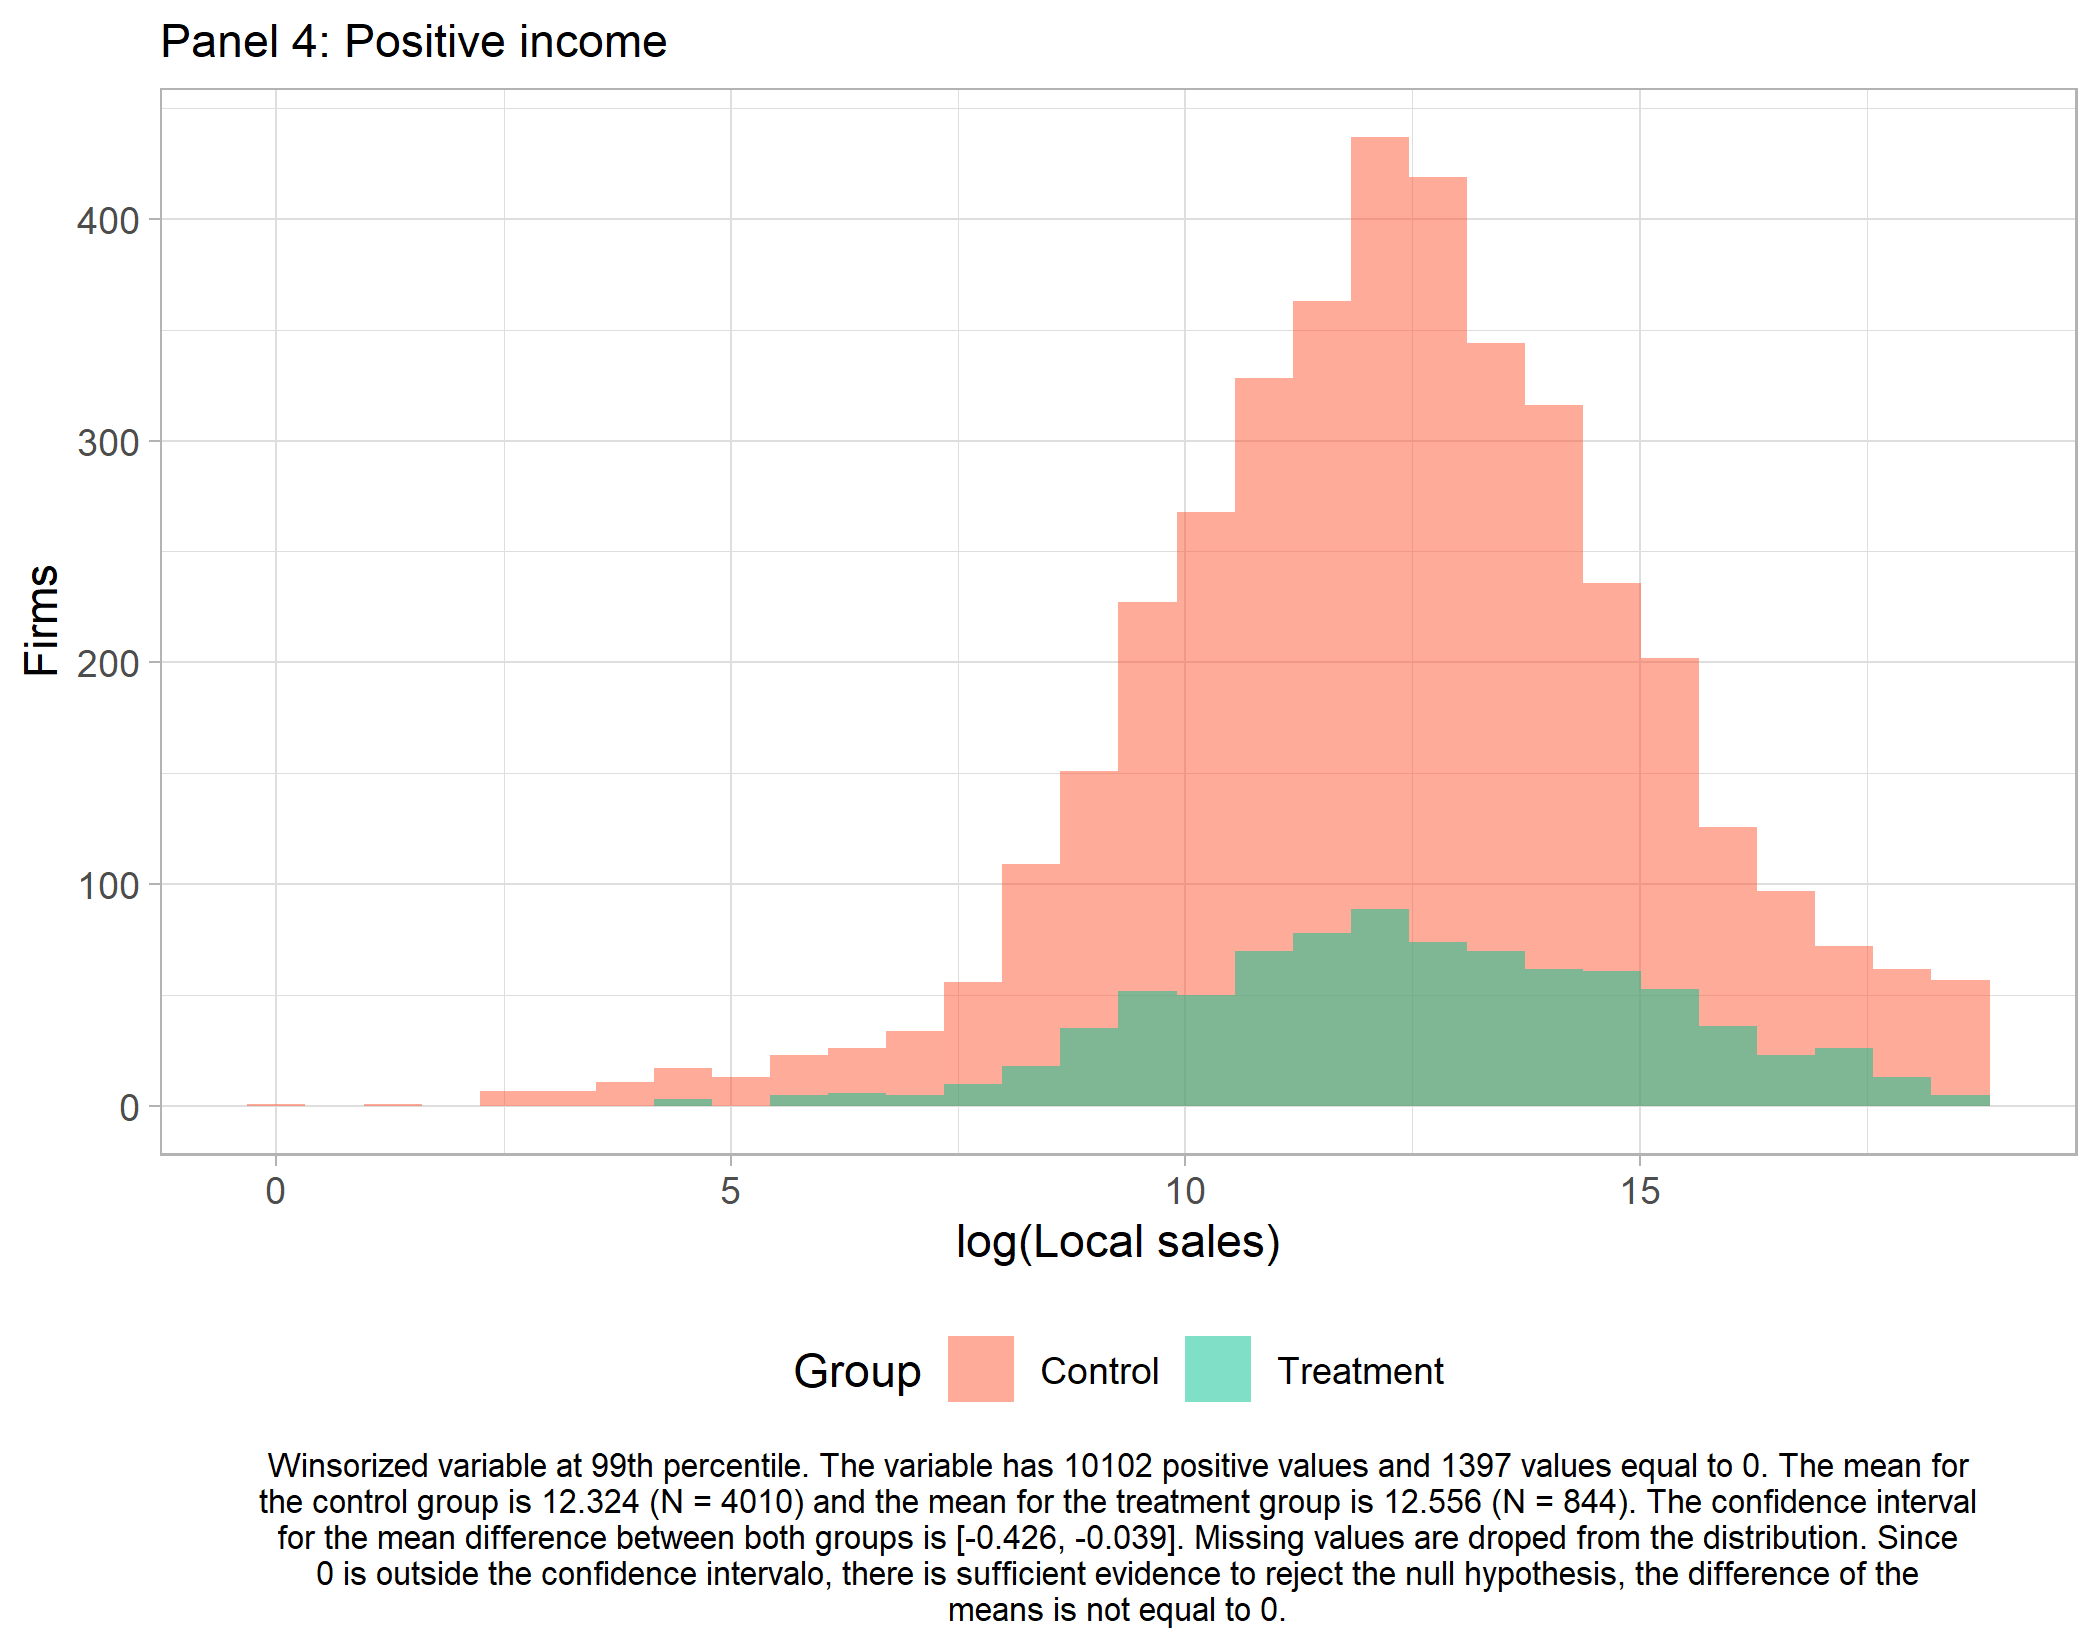 Panel 4: Positive income
Firms
400
300
200
100
0
0 5 10 15
log(Local sales)
Group Control Treatment
Winsorized variable at 99th percentile. The variable has 10102 positive values and 1397 values equal to 0. The mean for
the control group is 12.324 (N = 4010) and the mean for the treatment group is 12.556 (N = 844). The confidence interval
for the mean difference between both groups is [-0.426, -0.039]. Missing values are droped from the distribution. Since
0 is outside the confidence intervalo, there is sufficient evidence to reject the null hypothesis, the difference of the
means is not equal to 0.